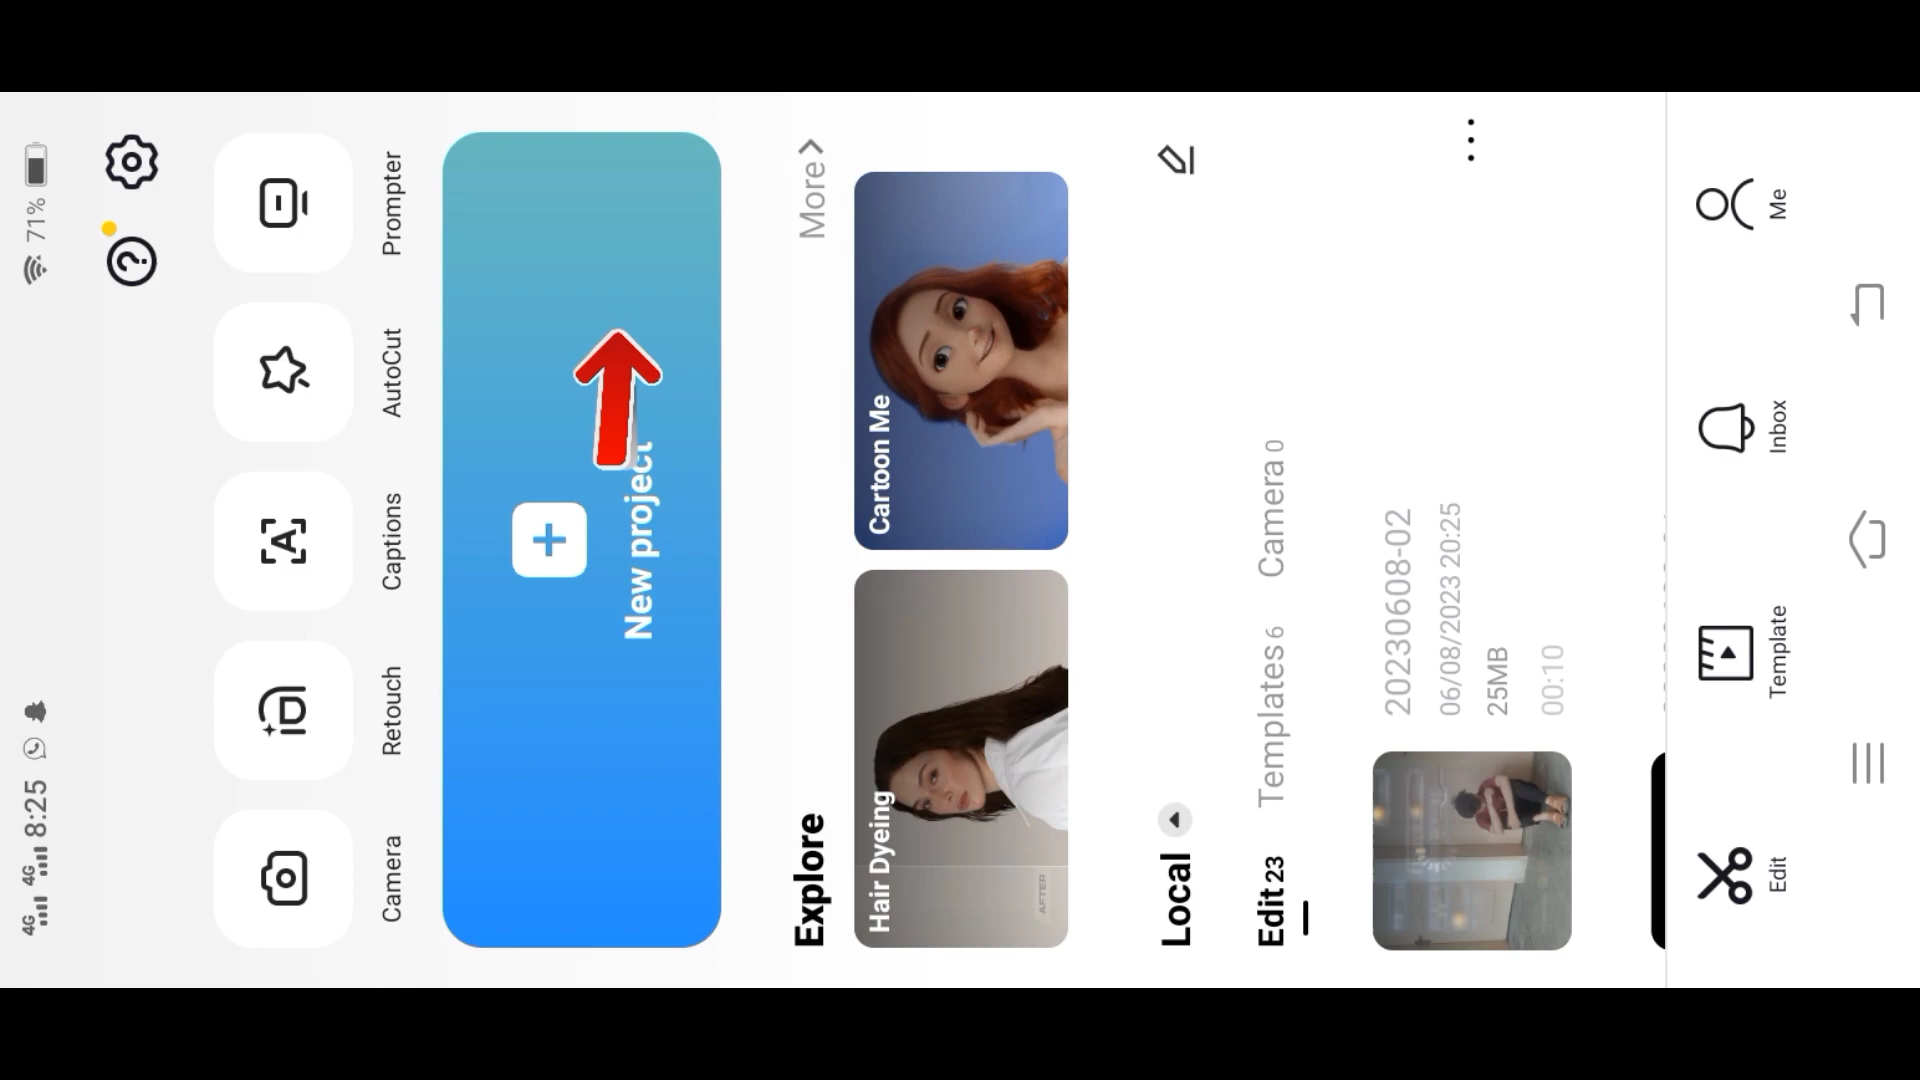 4G 4G 8:25
71%
Camera
Retouch
Captions
AutoCut
Prompter
New project
Explore
More
Hair Dyeing
AFTER
Cartoon Me
Local
Edit 23
Templates 6
Camera 0
20230608-02
06/08/2023 20:25
25MB
00:10
Edit
Template
Inbox
Me